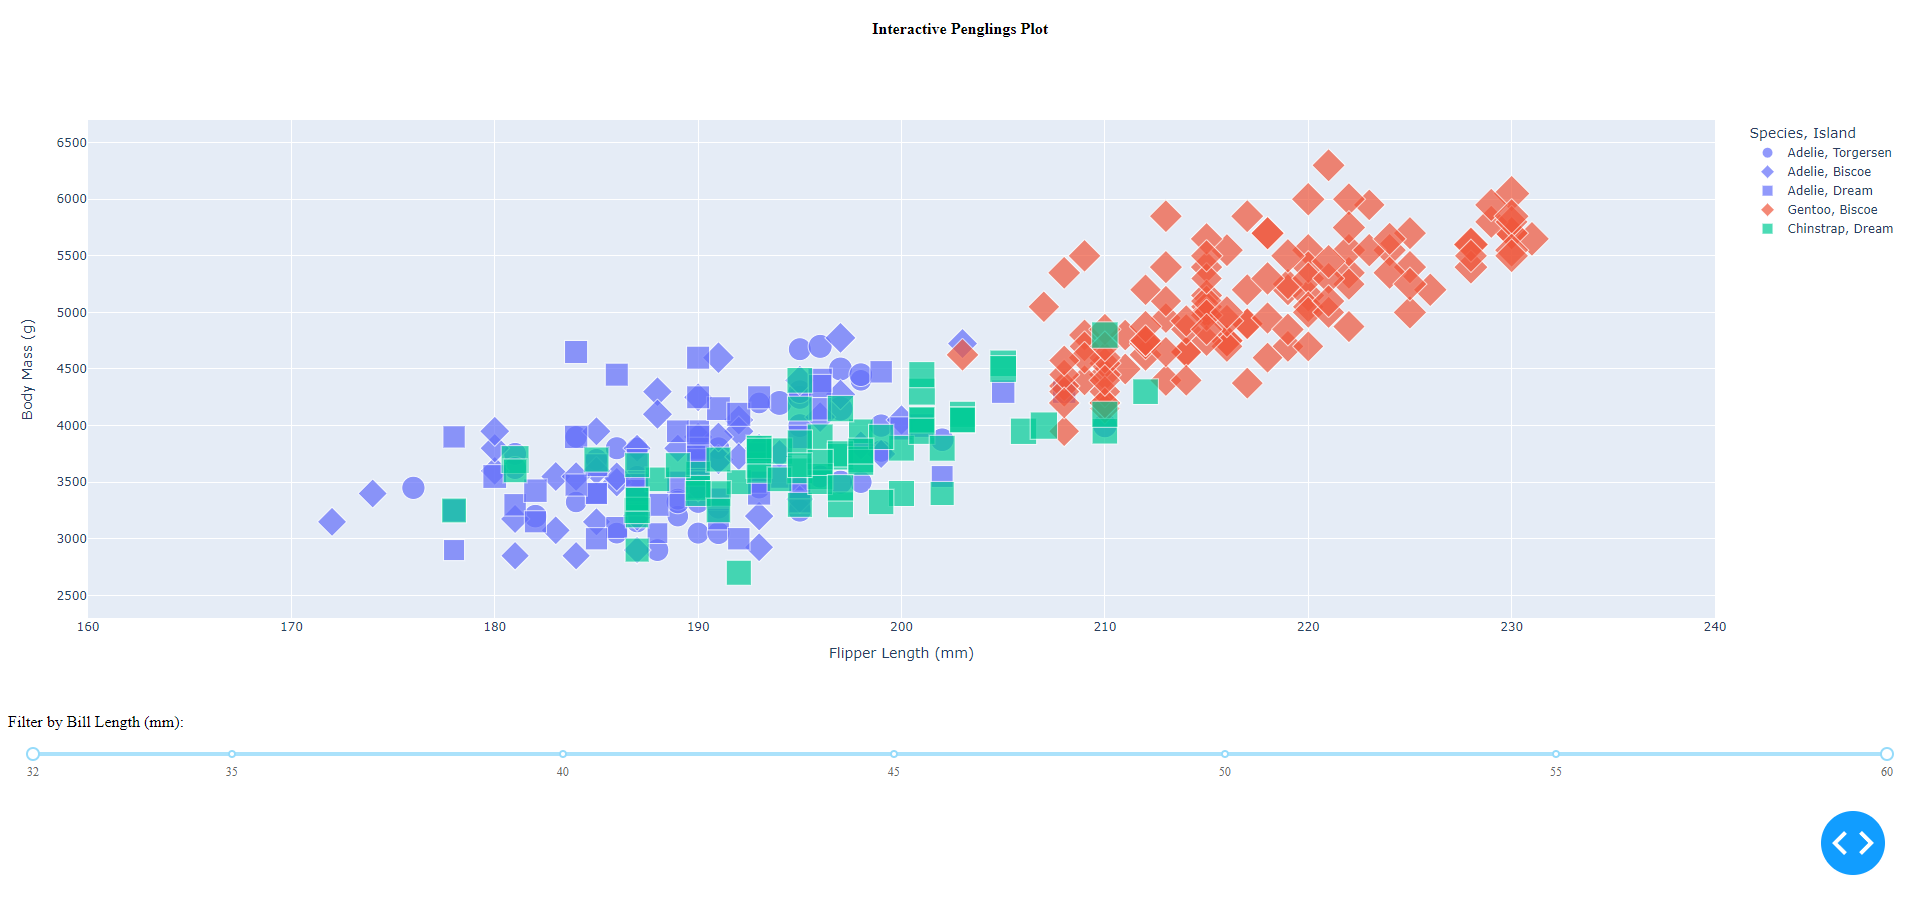 Interactive Penglings Plot
Species, Island
Adelie, Torgersen
Adelie, Biscoe
Adelie, Dream
Gentoo, Biscoe
Chinstrap, Dream
Body Mass (g)
6500
6000
5500
5000
4500
4000
3500
3000
2500
160 170 180 190 200 210 220 230 240
Flipper Length (mm)
Filter by Bill Length (mm):
32 35 40 45 50 55 60